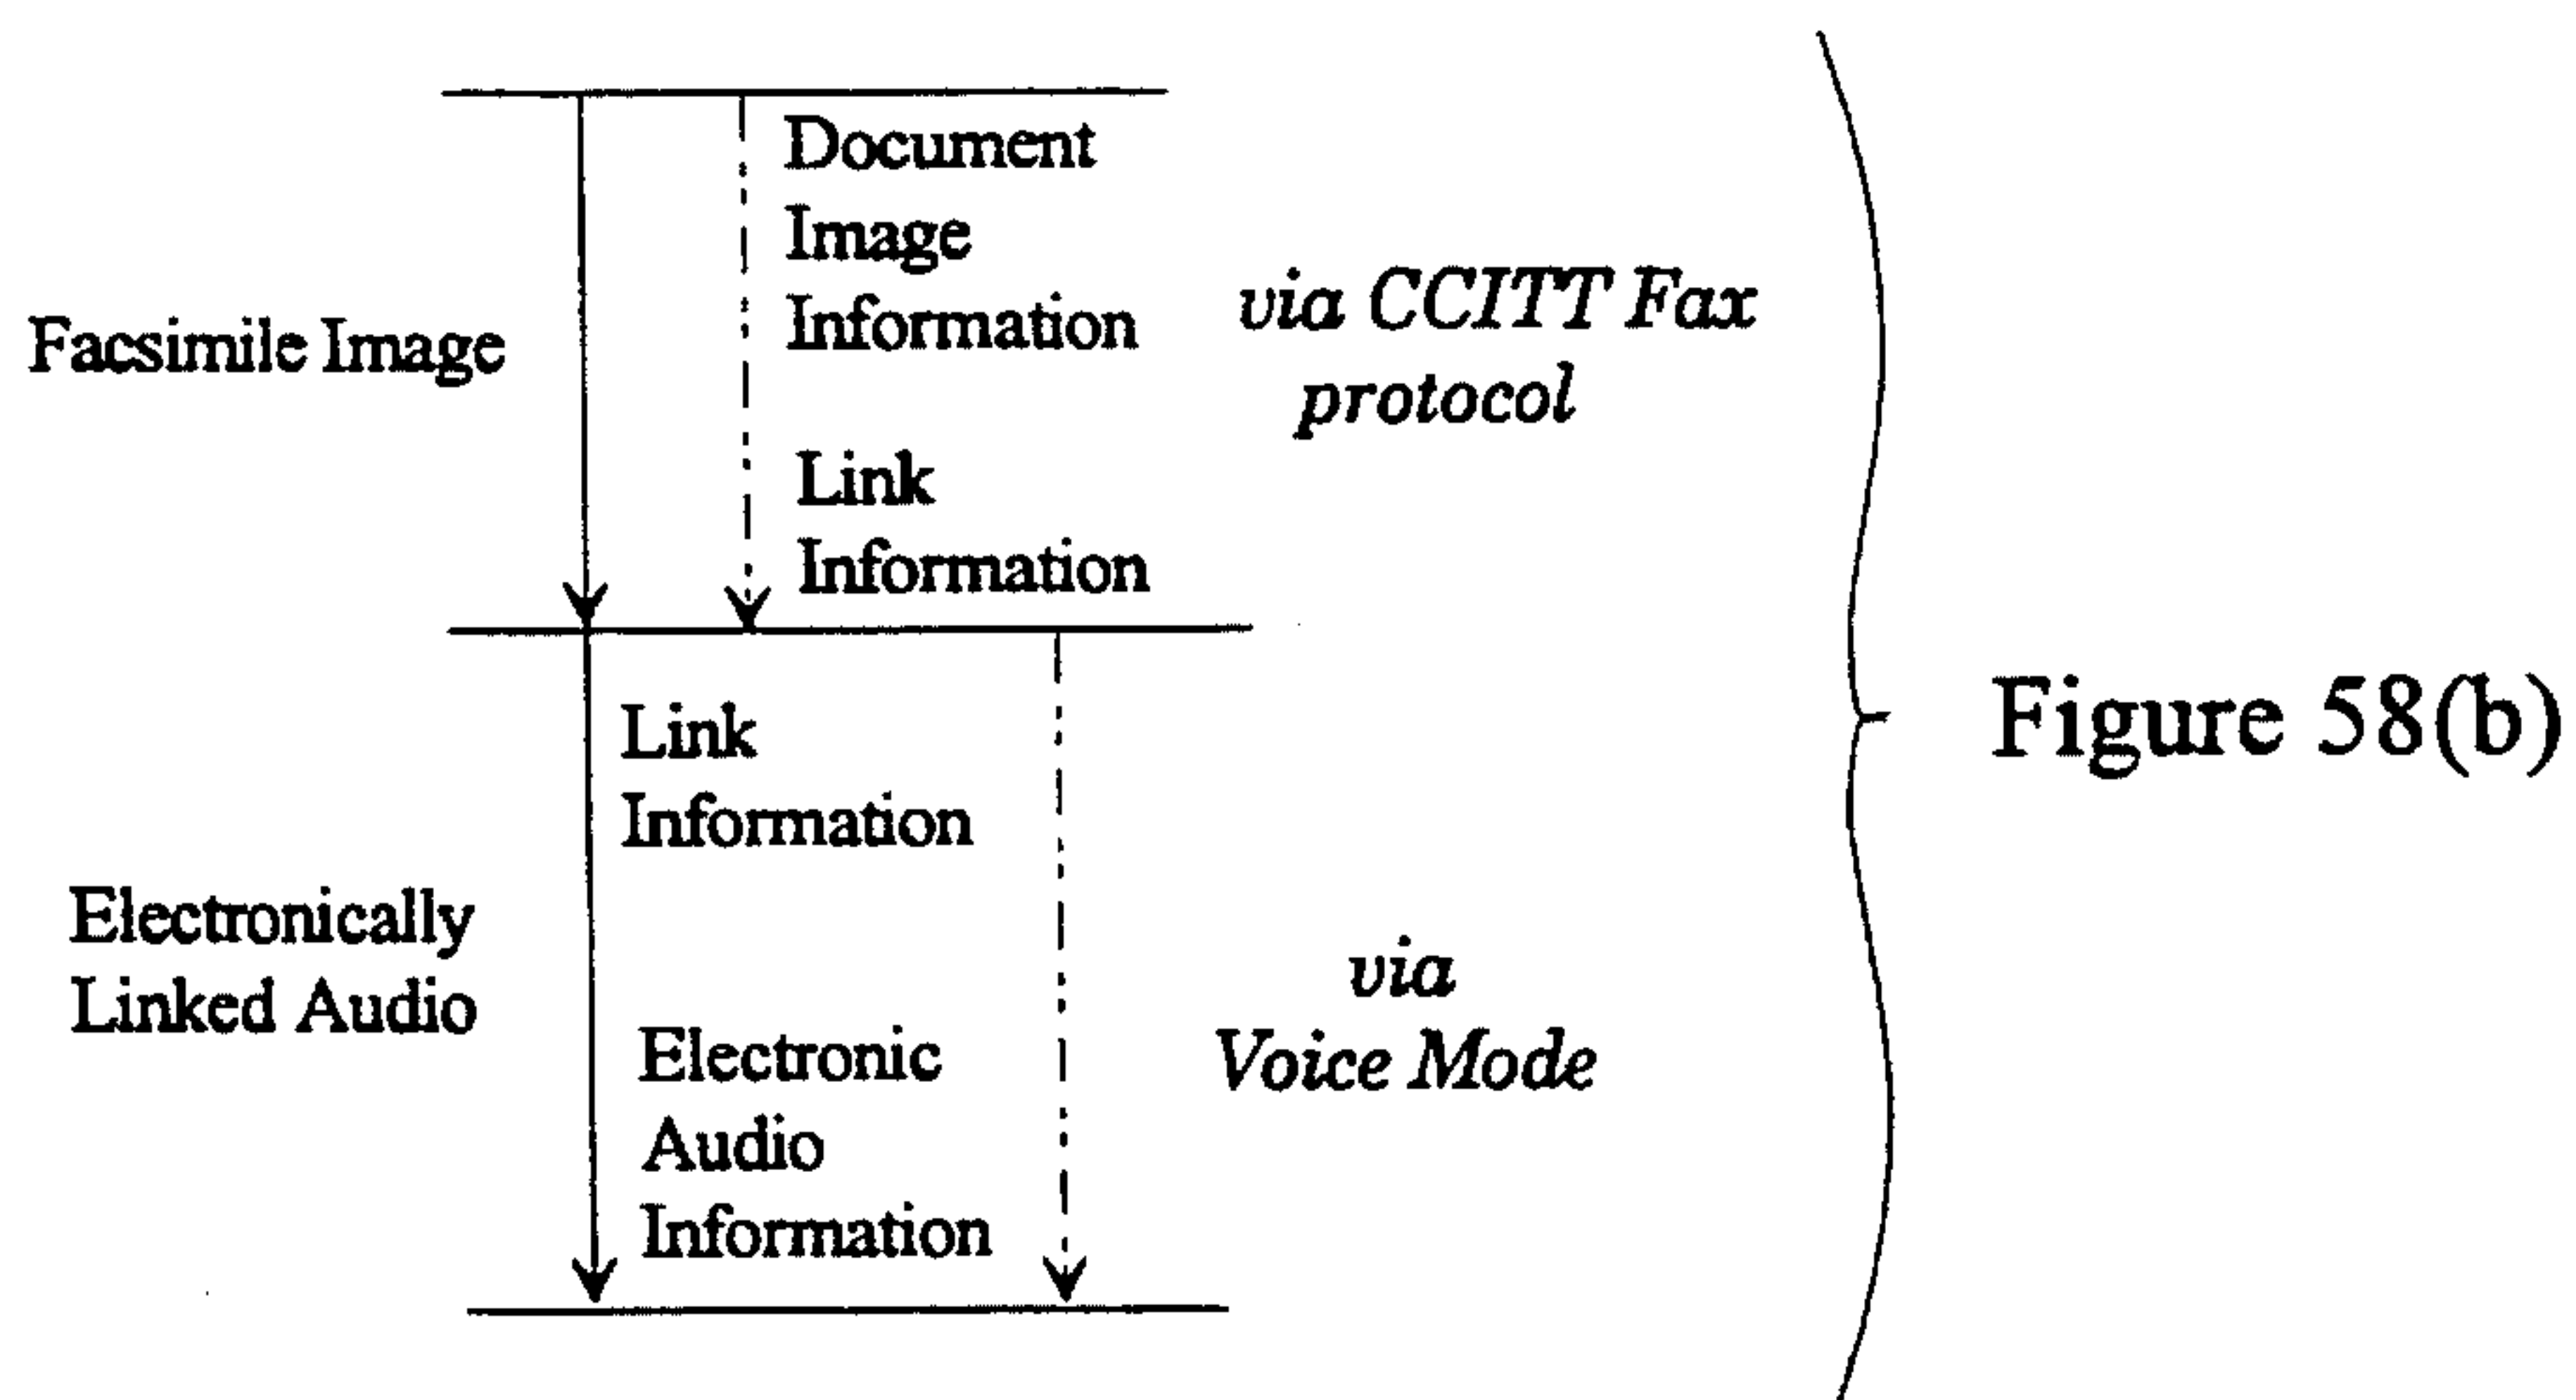 Document
Image
Information
Facsimile Image
via CCITT Fax
protocol
Link
Information
Link
Information
Electronically
Linked Audio
Electronic
Audio
Information
via
Voice Mode
Figure 58(b)